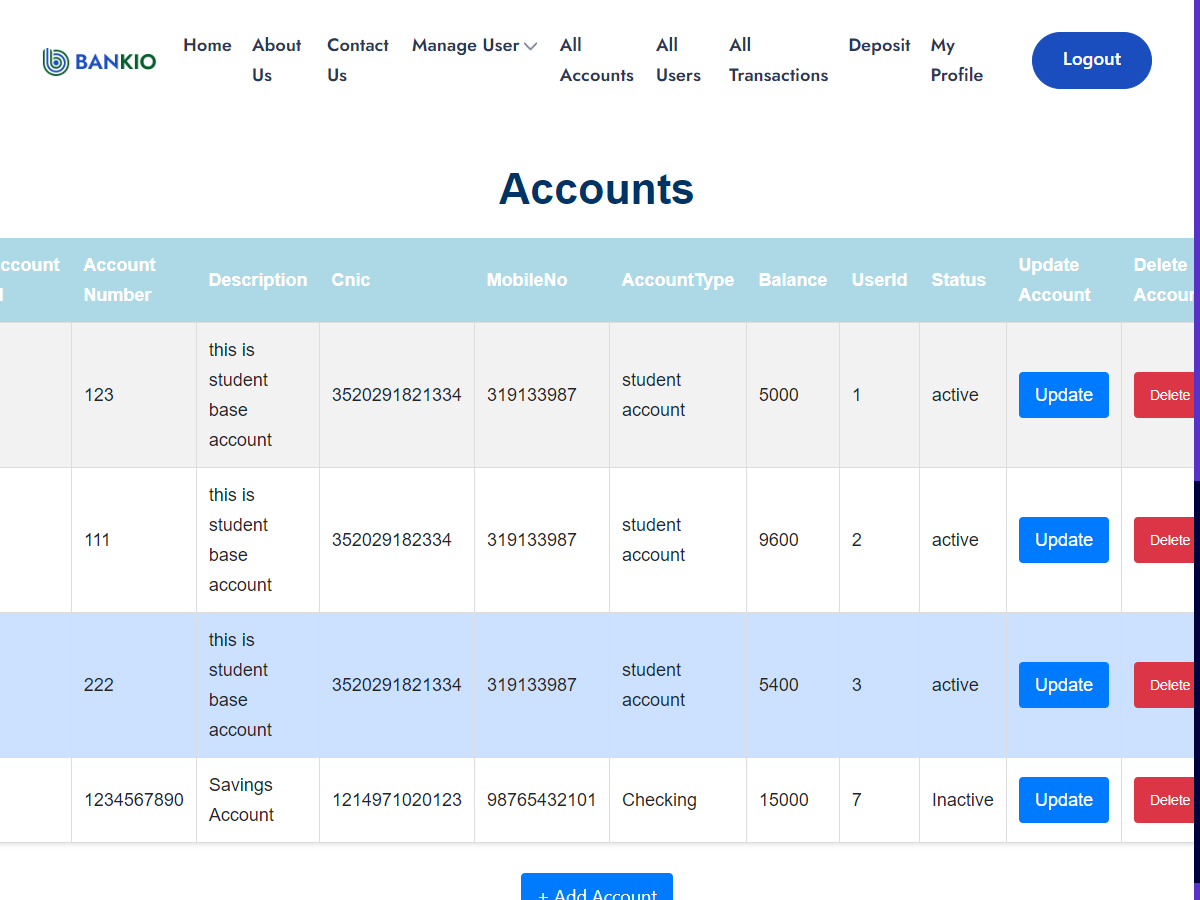 BANKIO
Home
About Us
Contact Us
Manage User
All Accounts
All Users
All Transactions
Deposit
My Profile
Logout
Accounts
ccount
Account Number
Description
Cnic
MobileNo
AccountType
Balance
UserId
Status
Update Account
Delete Accoun
123
this is student base account
3520291821334
319133987
student account
5000
1
active
Update
Delete
111
this is student base account
352029182334
319133987
student account
9600
2
active
Update
Delete
222
this is student base account
3520291821334
319133987
student account
5400
3
active
Update
Delete
1234567890
Savings Account
1214971020123
98765432101
Checking
15000
7
Inactive
Update
Delete
+ Add Account